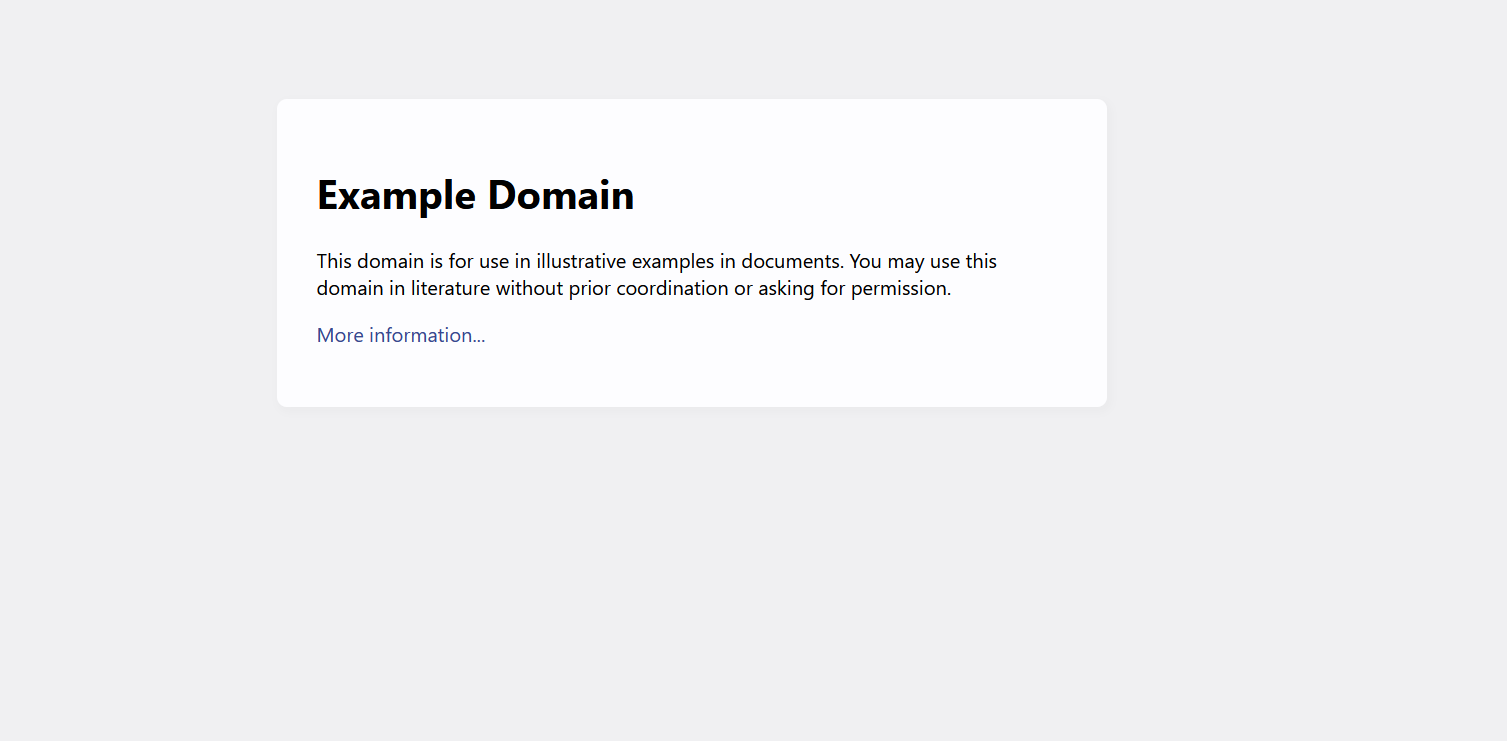 Example Domain
This domain is for use in illustrative examples in documents. You may use this
domain in literature without prior coordination or asking for permission.
More information...